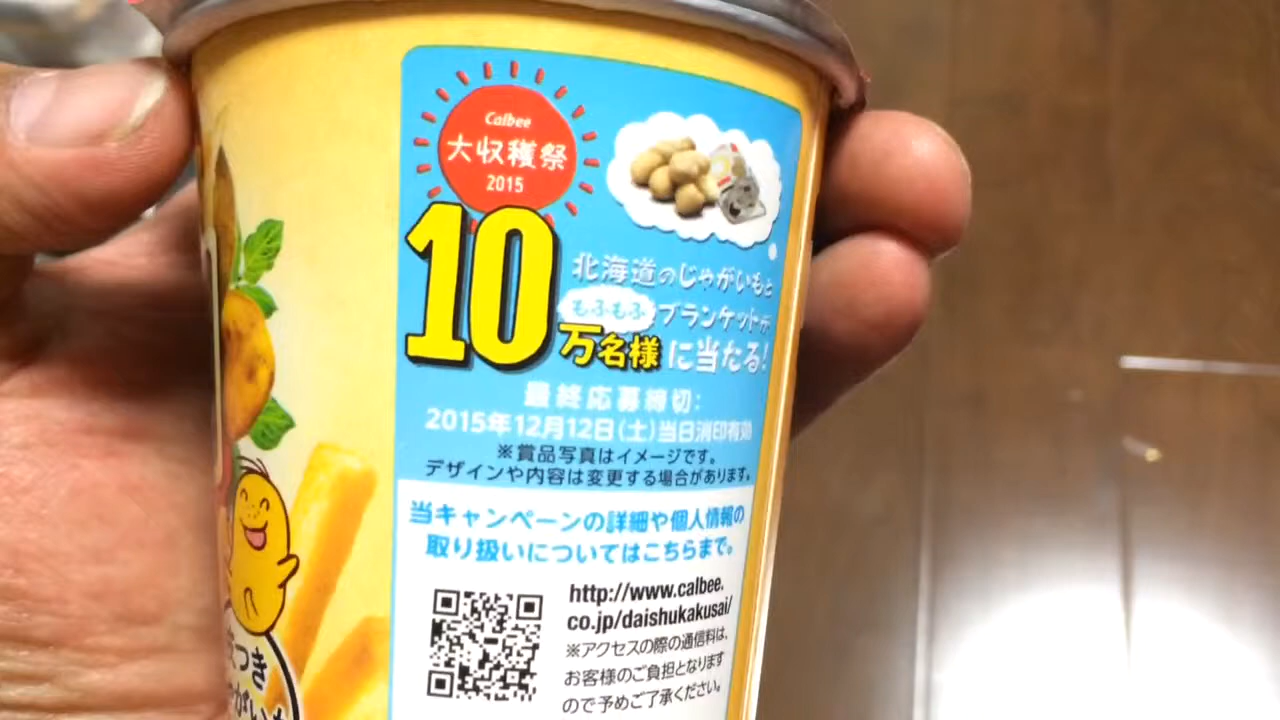 Calbee
大収穫祭
2015
北海道のじゃがいもと
もふもふブランケットが
10万名様に当たる!
最終応募締切:
2015年12月12日(土)当日消印有効
※賞品写真はイメージです。
デザインや内容は変更する場合があります。
当キャンペーンの詳細や個人情報の
取り扱いについてはこちらまで。
http://www.calbee.
co.jp/daishukakusai/
※アクセスの際の通信料は、
お客様のご負担となります
ので予めご了承ください。
つき